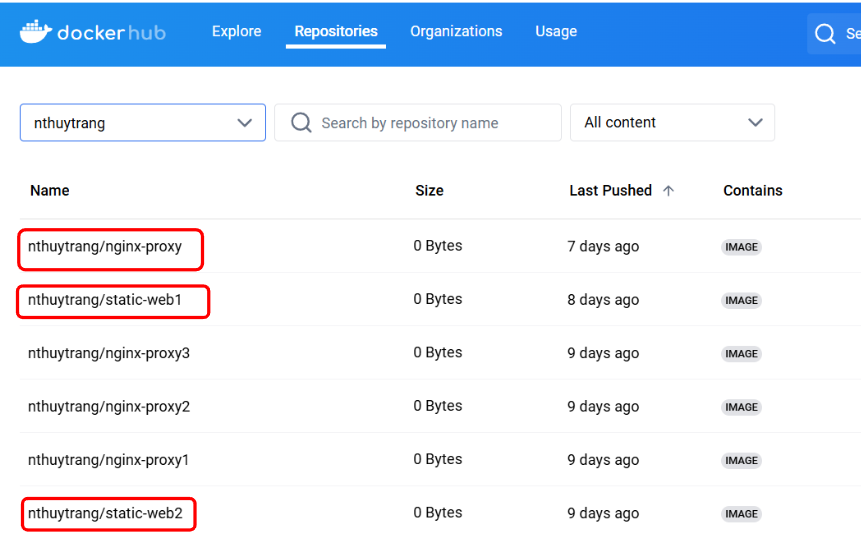 dockerhub Explore Repositories Organizations Usage Se
nthuytrang Search by repository name All content
Name Size Last Pushed Contains
nthuytrang/nginx-proxy 0 Bytes 7 days ago IMAGE
nthuytrang/static-web1 0 Bytes 8 days ago IMAGE
nthuytrang/nginx-proxy3 0 Bytes 9 days ago IMAGE
nthuytrang/nginx-proxy2 0 Bytes 9 days ago IMAGE
nthuytrang/nginx-proxy1 0 Bytes 9 days ago IMAGE
nthuytrang/static-web2 0 Bytes 9 days ago IMAGE